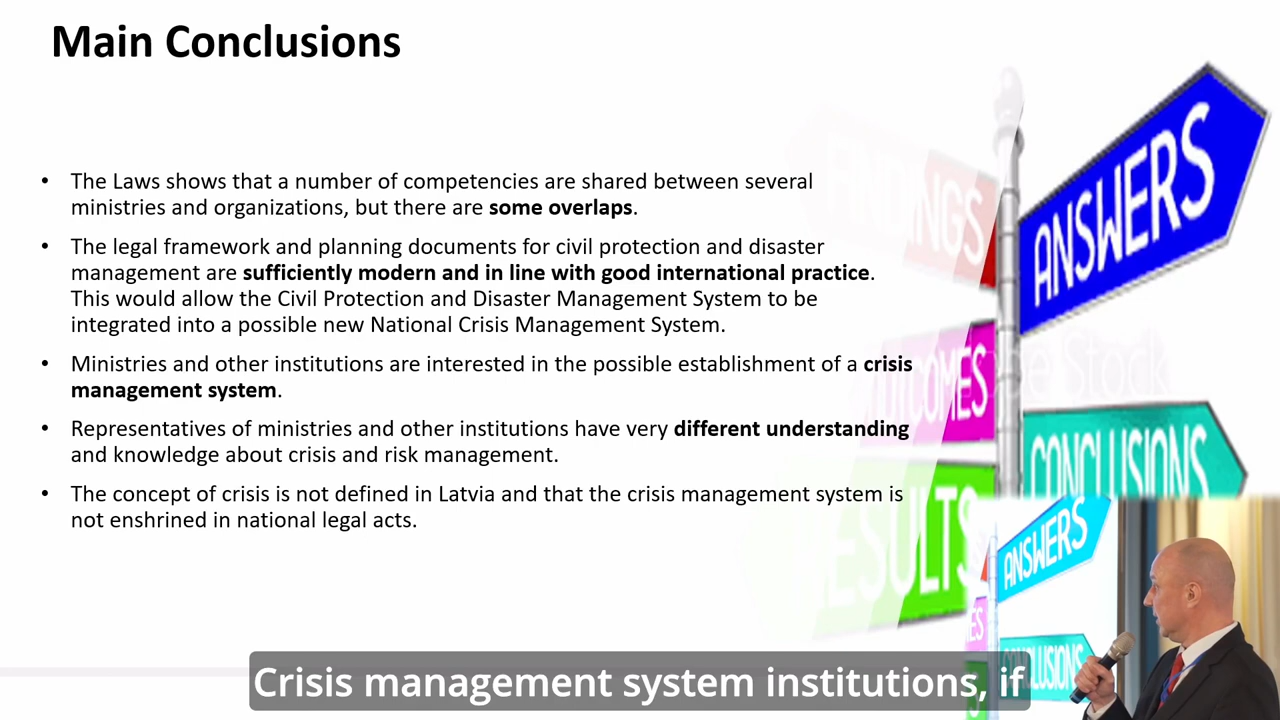 Main Conclusions
• The Laws shows that a number of competencies are shared between several
ministries and organizations, but there are some overlaps.
• The legal framework and planning documents for civil protection and disaster
management are sufficiently modern and in line with good international practice.
This would allow the Civil Protection and Disaster Management System to be
integrated into a possible new National Crisis Management System.
• Ministries and other institutions are interested in the possible establishment of a crisis
management system.
• Representatives of ministries and other institutions have very different understanding
and knowledge about crisis and risk management.
• The concept of crisis is not defined in Latvia and that the crisis management system is
not enshrined in national legal acts.
FINDINGS
ANSWERS
OUTCOMES
CONCLUSIONS
RESULTS
Stock
ANSWERS
ES
CONCLUSIONS
Crisis management system institutions, if